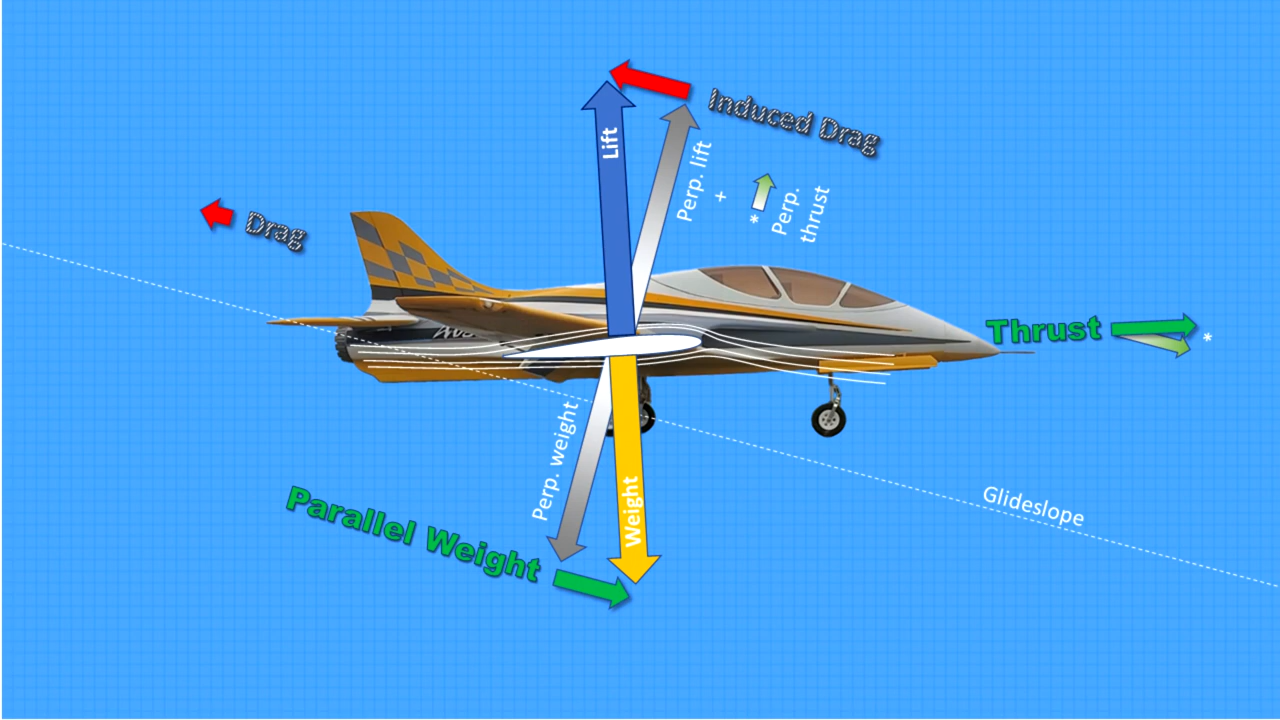 Induced Drag
Lift
Perp. lift
+
* Perp.
thrust
Drag
Thrust
*
Perp. weight
Weight
Parallel Weight
Glideslope